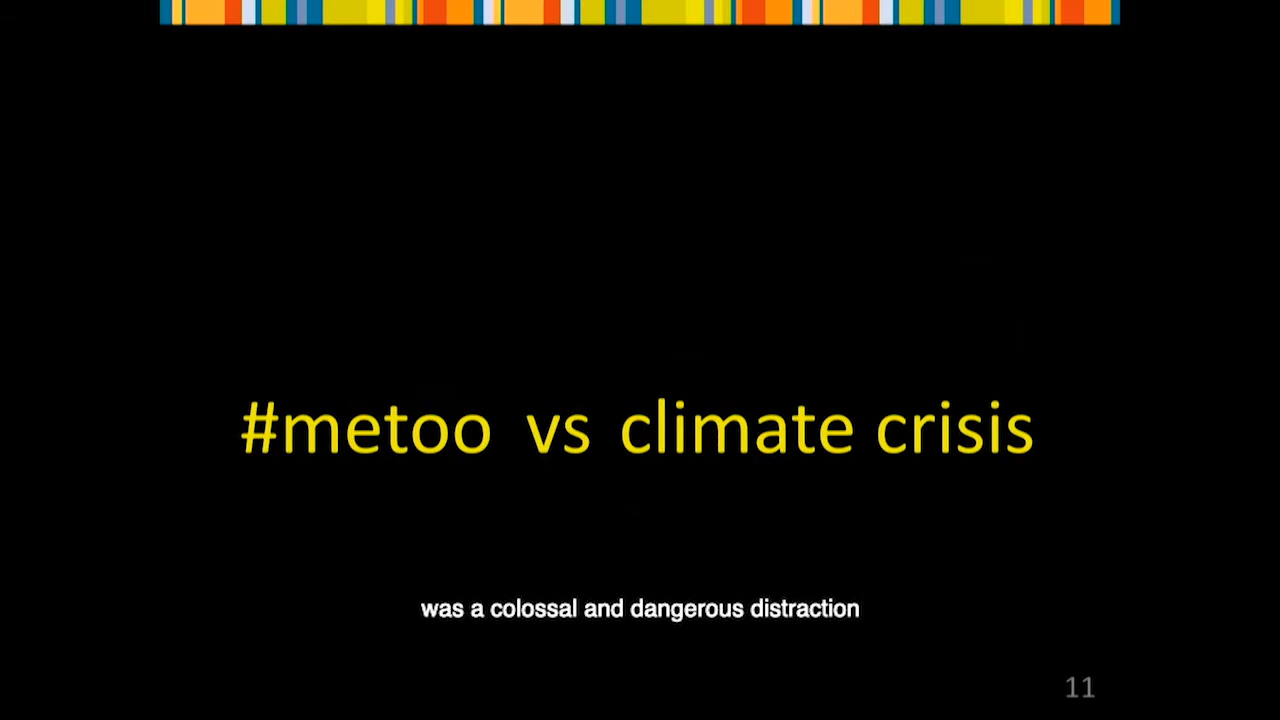 #metoo vs climate crisis
was a colossal and dangerous distraction
11